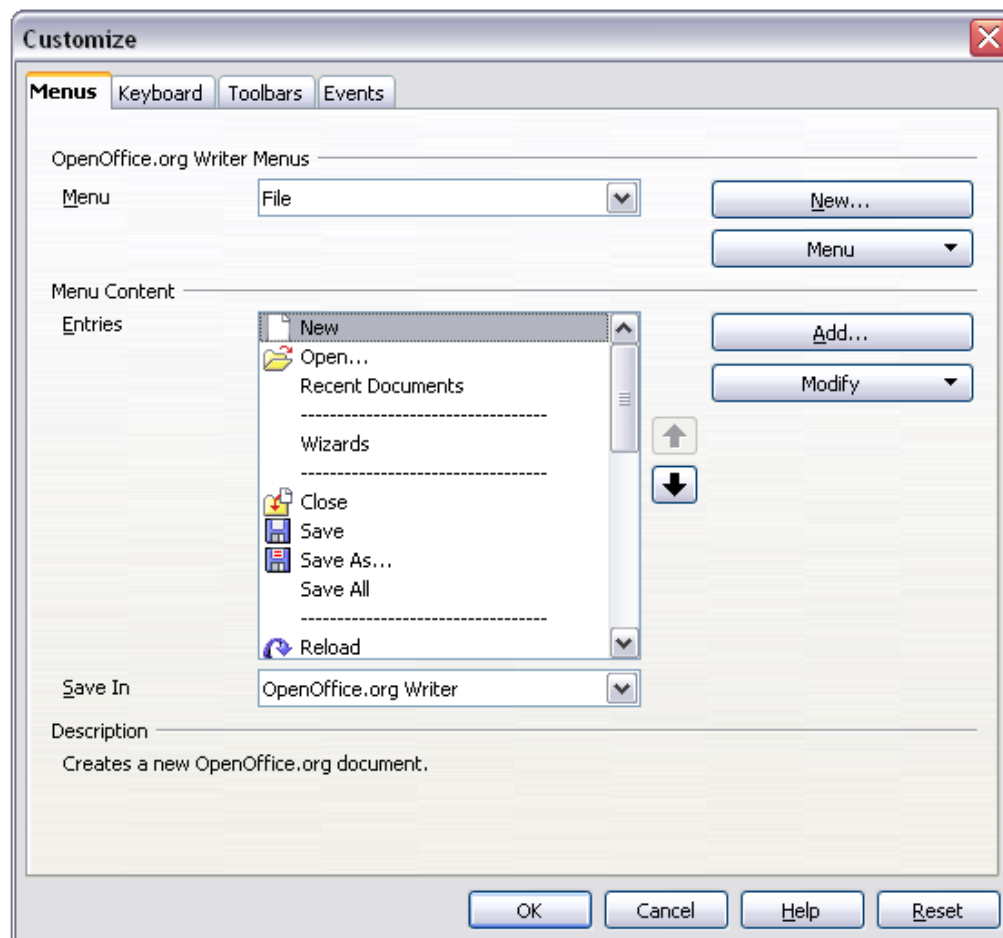 Customize
Menus Keyboard Toolbars Events
OpenOffice.org Writer Menus
Menu File New...
Menu
Menu Content
Entries New Add...
Open...
Recent Documents Modify
----------------------------------
Wizards
----------------------------------
Close
Save
Save As...
Save All
----------------------------------
Reload
Save In OpenOffice.org Writer
Description
Creates a new OpenOffice.org document.
OK Cancel Help Reset